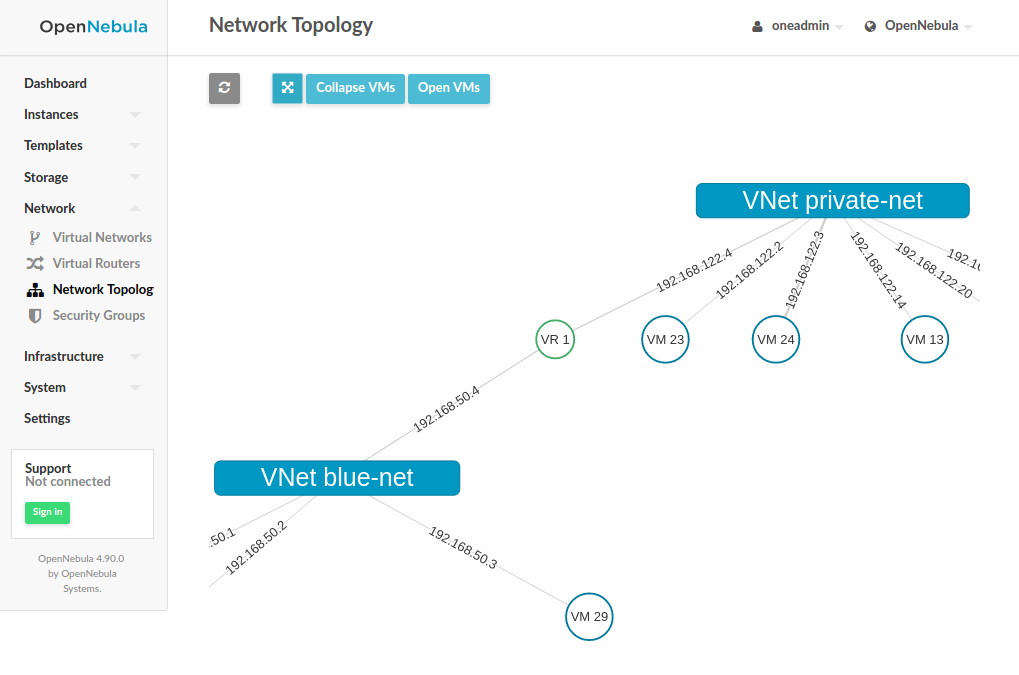 OpenNebula
Network Topology
oneadmin
OpenNebula
Dashboard
Instances
Templates
Storage
Network
Virtual Networks
Virtual Routers
Network Topolog
Security Groups
Infrastructure
System
Settings
Support
Not connected
Sign in
OpenNebula 4.90.0
by OpenNebula
Systems.
Collapse VMs
Open VMs
VNet private-net
192.168.122.4
192.168.122.2
192.168.122.3
192.168.122.14
192.168.122.20
VR 1
VM 23
VM 24
VM 13
192.168.50.4
VNet blue-net
.50.1
192.168.50.2
192.168.50.3
VM 29